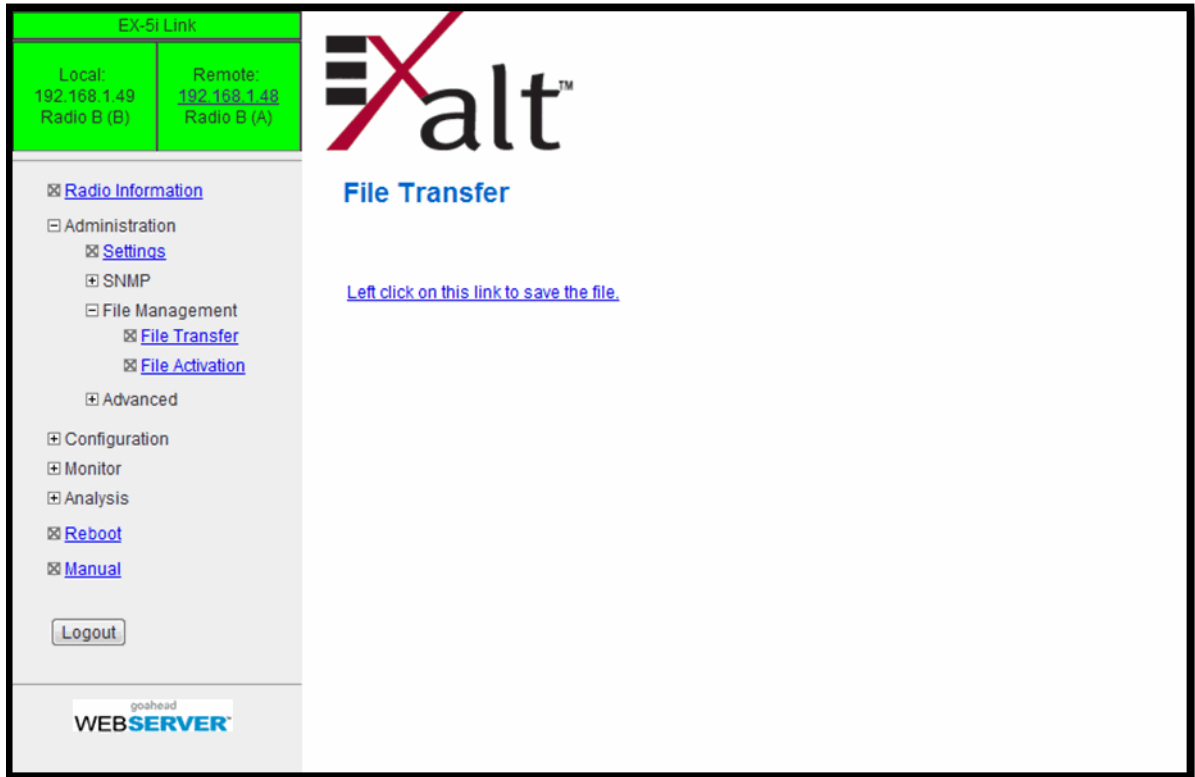 EX-5i Link
Local:
192.168.1.49
Radio B (B)
Remote:
192.168.1.48
Radio B (A)
Radio Information
Administration
Settings
SNMP
File Management
File Transfer
File Activation
Advanced
Configuration
Monitor
Analysis
Reboot
Manual
Logout
goahead
WEBSERVER
EXalt™
File Transfer
Left click on this link to save the file.